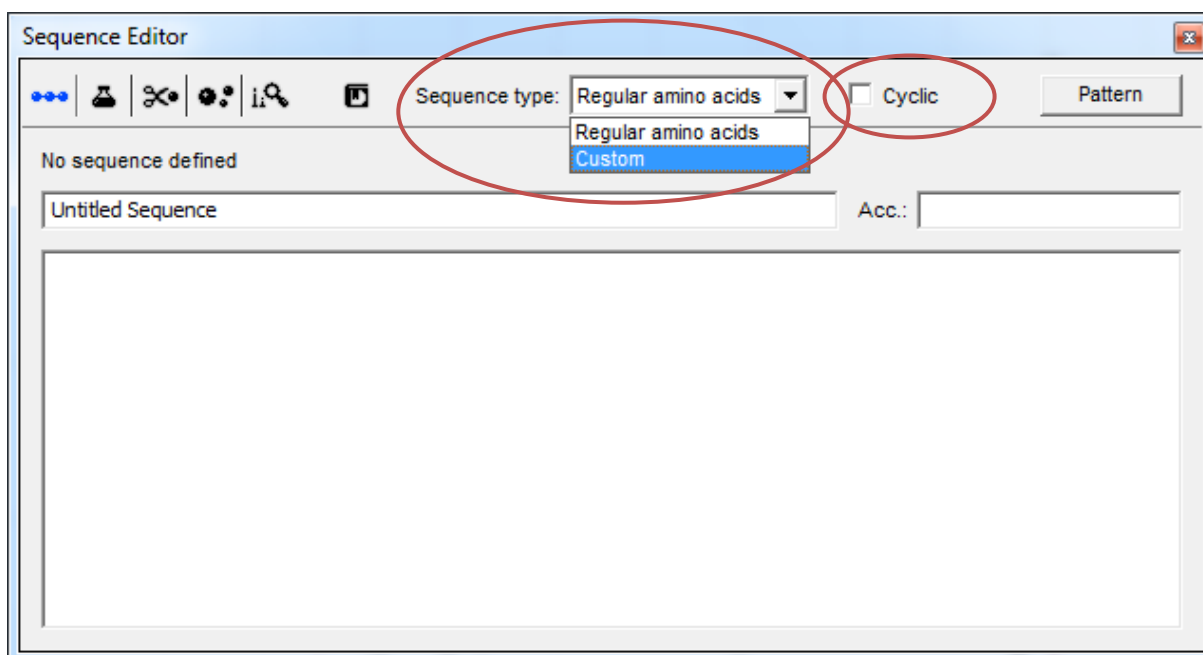 Sequence Editor
Sequence type: Regular amino acids Cyclic Pattern
Regular amino acids
Custom
No sequence defined
Untitled Sequence Acc.: